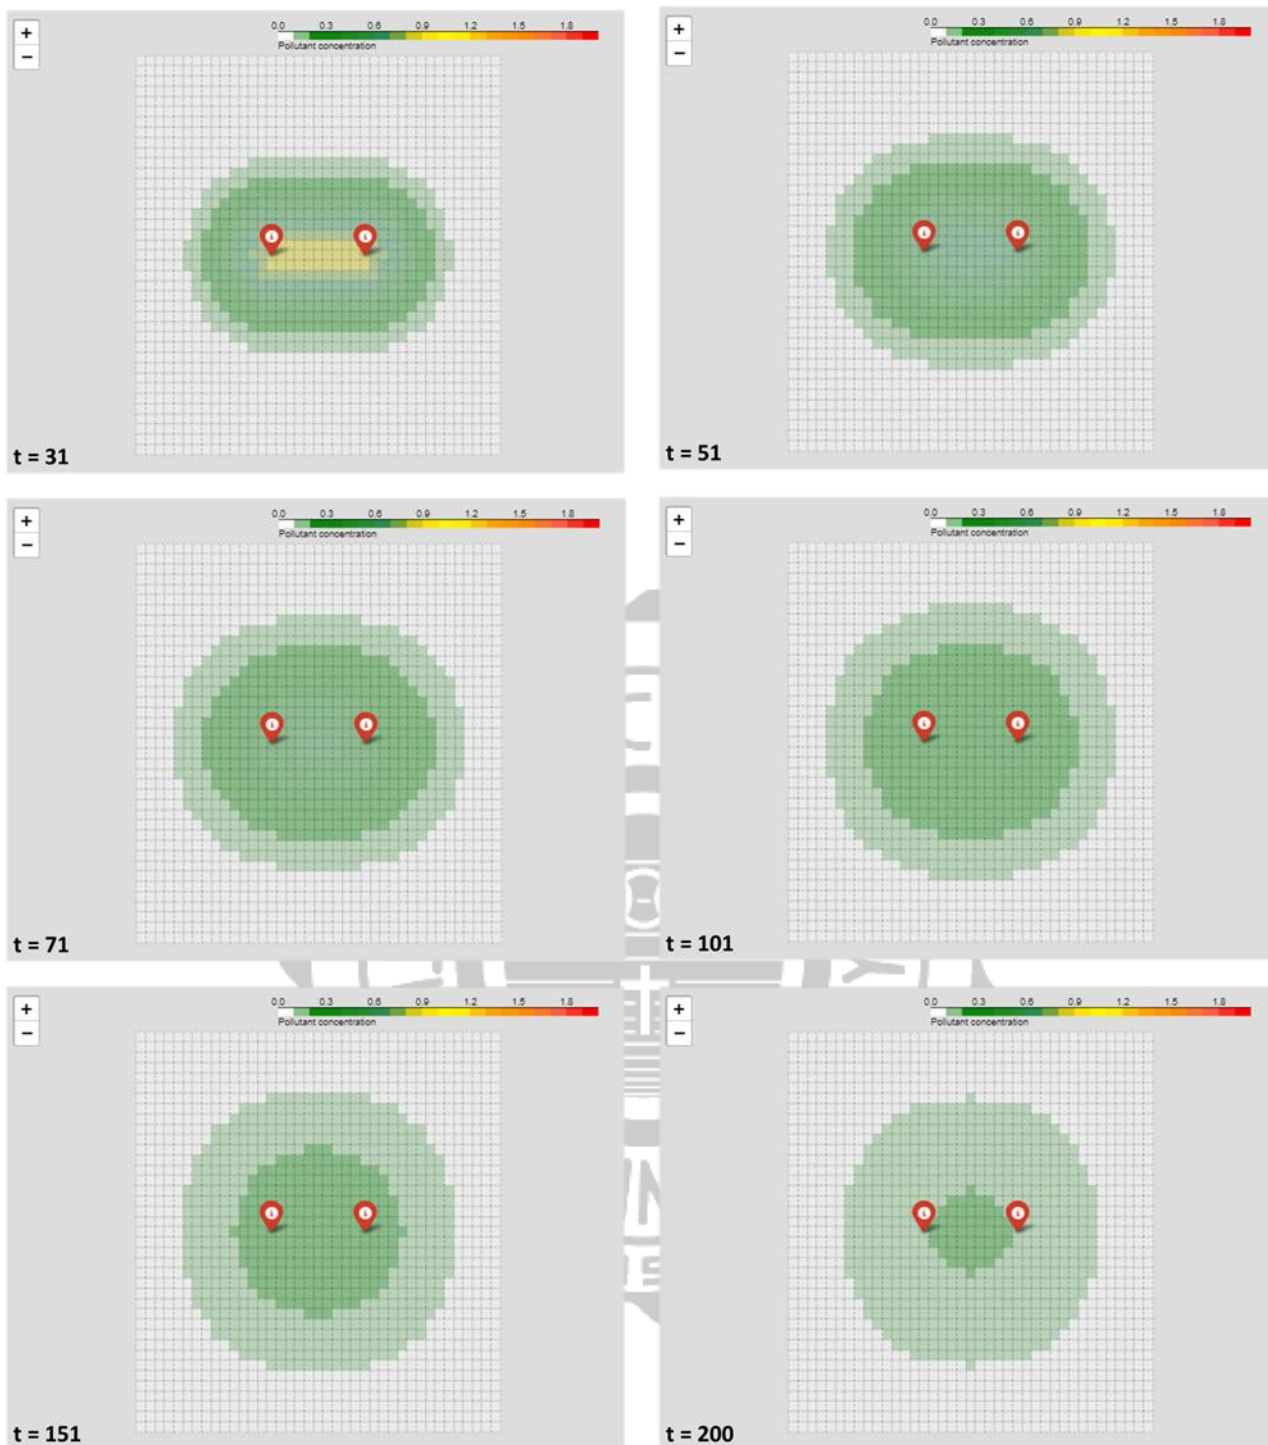 +
−
0.0 0.3 0.6 0.9 1.2 1.5 1.8
Pollutant concentration
t = 31
+
−
0.0 0.3 0.6 0.9 1.2 1.5 1.8
Pollutant concentration
t = 51
+
−
0.0 0.3 0.6 0.9 1.2 1.5 1.8
Pollutant concentration
t = 71
+
−
0.0 0.3 0.6 0.9 1.2 1.5 1.8
Pollutant concentration
t = 101
+
−
0.0 0.3 0.6 0.9 1.2 1.5 1.8
Pollutant concentration
t = 151
+
−
0.0 0.3 0.6 0.9 1.2 1.5 1.8
Pollutant concentration
t = 200